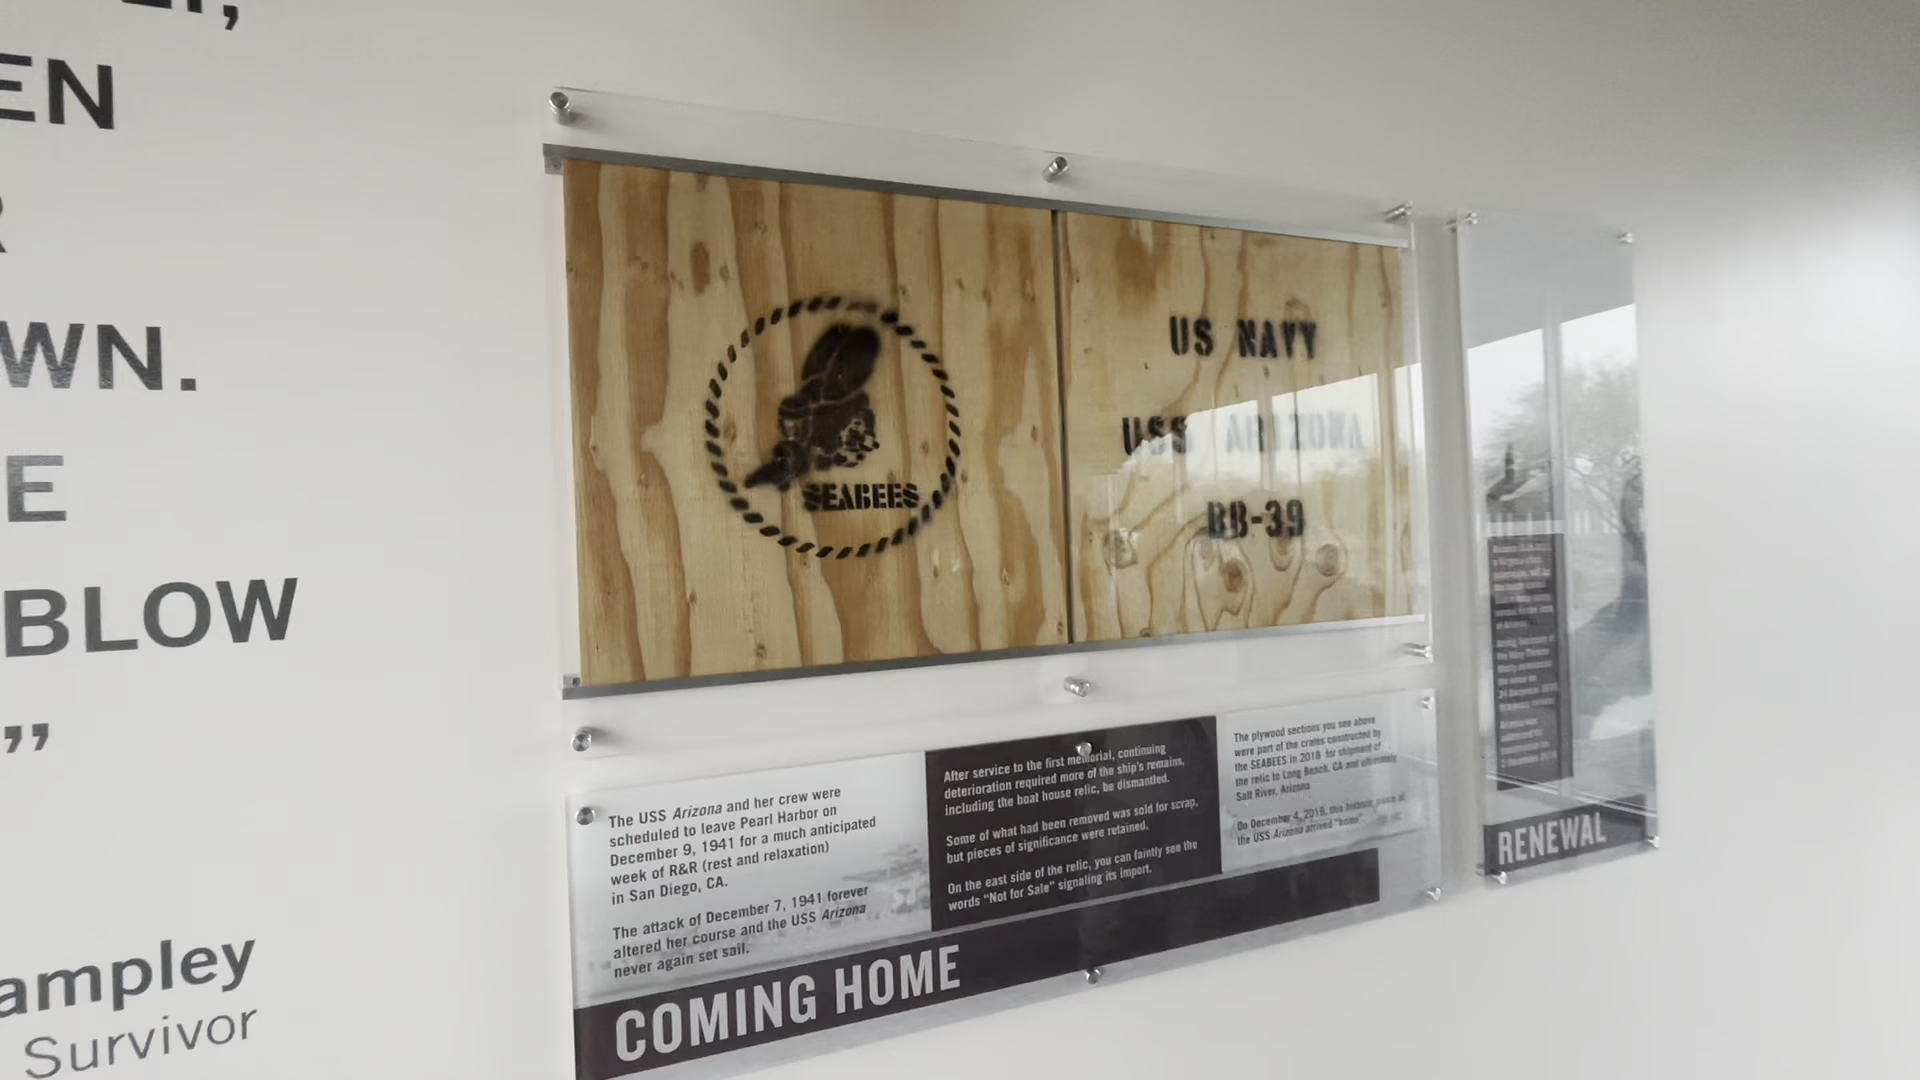 EN
WN.
E
BLOW
”
ampley
Survivor
SEABEES
US NAVY
USS ARIZONA
BB-39
The USS Arizona and her crew were
scheduled to leave Pearl Harbor on
December 9, 1941 for a much anticipated
week of R&R (rest and relaxation)
in San Diego, CA.
The attack of December 7, 1941 forever
altered her course and the USS Arizona
never again set sail.
After service to the first memorial, continuing
deterioration required more of the ship's remains,
including the boat house relic, be dismantled.
Some of what had been removed was sold for scrap,
but pieces of significance were retained.
On the east side of the relic, you can faintly see the
words “Not for Sale” signaling its import.
The plywood sections you see above
were part of the crates constructed by
the SEABEES in 2018 for shipment of
the relic to Long Beach, CA and ultimately
Salt River, Arizona
On December 4, this historic piece of
the USS Arizona arrived “home”
COMING HOME
RENEWAL